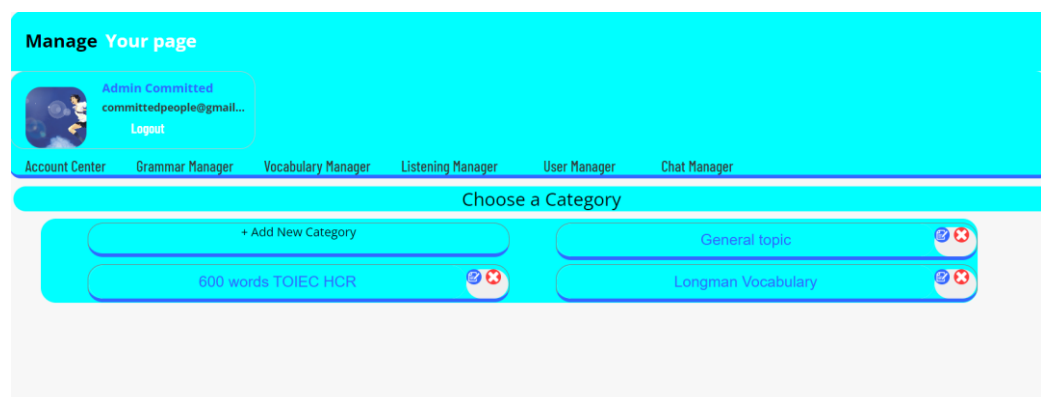 Manage Your page
Admin Committed
committedpeople@gmail...
Logout
Account Center Grammar Manager Vocabulary Manager Listening Manager User Manager Chat Manager
Choose a Category
+ Add New Category
General topic
600 words TOIEC HCR
Longman Vocabulary